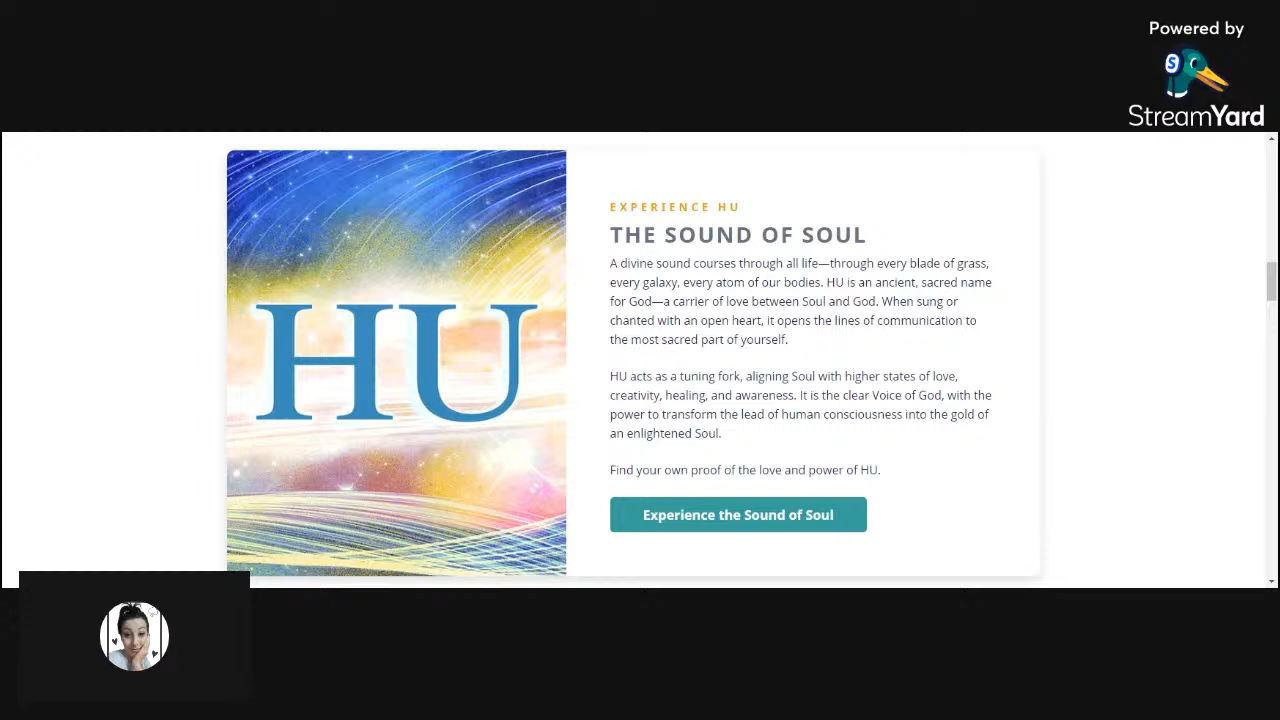 Powered by
S
StreamYard
HU
EXPERIENCE HU
THE SOUND OF SOUL
A divine sound courses through all life—through every blade of grass,
every galaxy, every atom of our bodies. HU is an ancient, sacred name
for God—a carrier of love between Soul and God. When sung or
chanted with an open heart, it opens the lines of communication to
the most sacred part of yourself.
HU acts as a tuning fork, aligning Soul with higher states of love,
creativity, healing, and awareness. It is the clear Voice of God, with the
power to transform the lead of human consciousness into the gold of
an enlightened Soul.
Find your own proof of the love and power of HU.
Experience the Sound of Soul